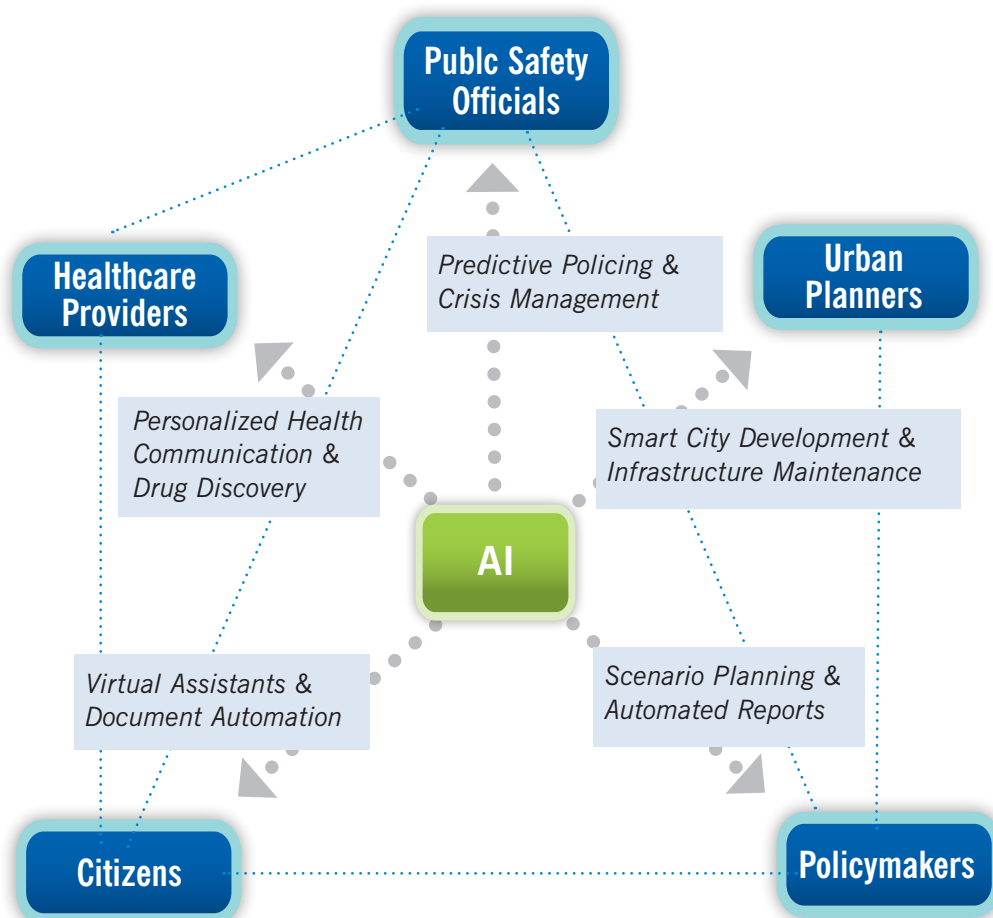 Publc Safety
Officials
Healthcare
Providers
Predictive Policing &
Crisis Management
Urban
Planners
Personalized Health
Communication &
Drug Discovery
Smart City Development &
Infrastructure Maintenance
AI
Virtual Assistants &
Document Automation
Scenario Planning &
Automated Reports
Citizens
Policymakers